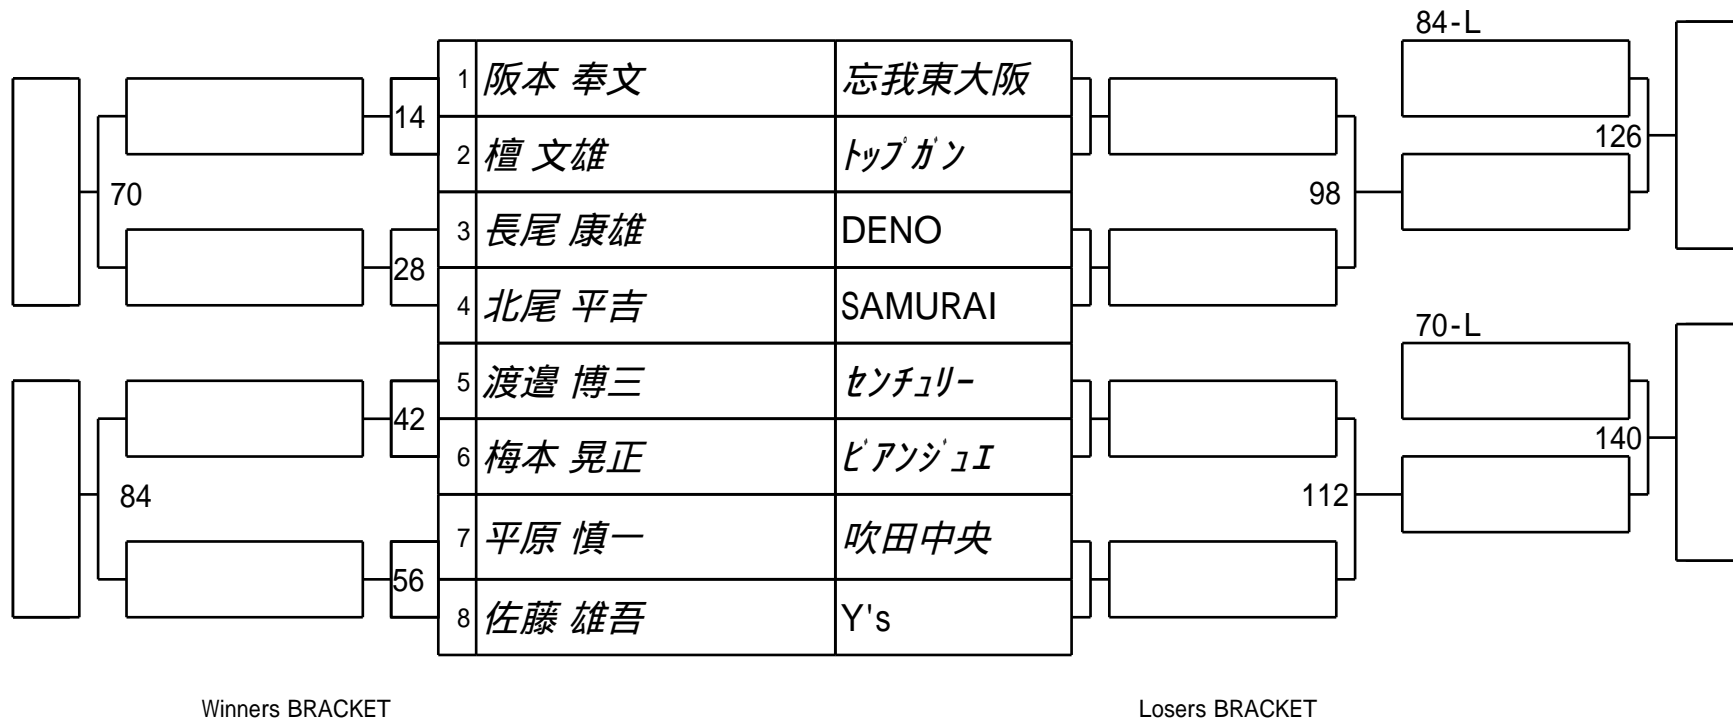 84-L
1 阪本 奉文 忘我東大阪
14
126
2 檀 文雄 ﾄｯﾌﾟｶﾞﾝ
70
98
3 長尾 康雄 DENO
28
4 北尾 平吉 SAMURAI
70-L
5 渡邉 博三 ｾﾝﾁｭﾘｰ
42
140
6 梅本 晃正 ﾋﾞｱﾝｼﾞｭｴ
84
112
7 平原 慎一 吹田中央
56
8 佐藤 雄吾 Y's
Winners BRACKET
Losers BRACKET